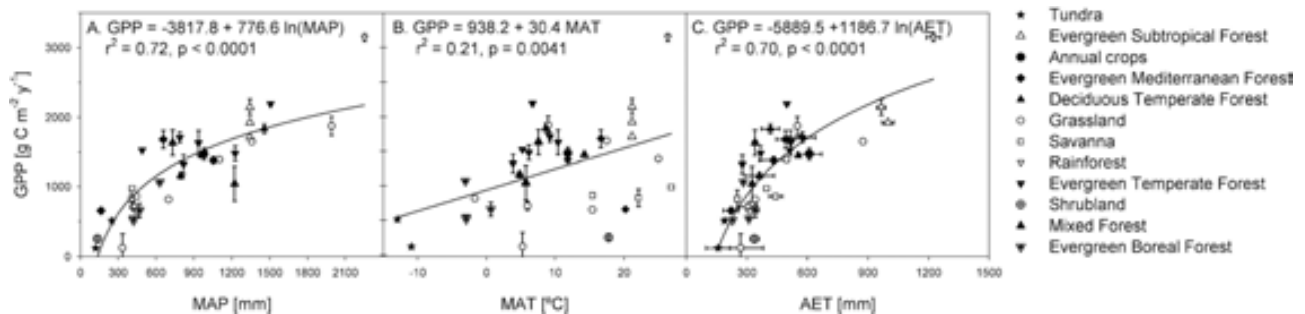 A. GPP = -3817.8 + 776.6 ln(MAP)
r² = 0.72, p < 0.0001
B. GPP = 938.2 + 30.4 MAT
r² = 0.21, p = 0.0041
C. GPP = -5889.5 +1186.7 ln(AET)
r² = 0.70, p < 0.0001
GPP [g C m⁻² y⁻¹]
3000
2000
1000
0
0 300 600 900 1200 1500 1800 2100
-10 0 10 20
0 300 600 900 1200 1500
MAP [mm]
MAT [ºC]
AET [mm]
Tundra
Evergreen Subtropical Forest
Annual crops
Evergreen Mediterranean Forest
Deciduous Temperate Forest
Grassland
Savanna
Rainforest
Evergreen Temperate Forest
Shrubland
Mixed Forest
Evergreen Boreal Forest